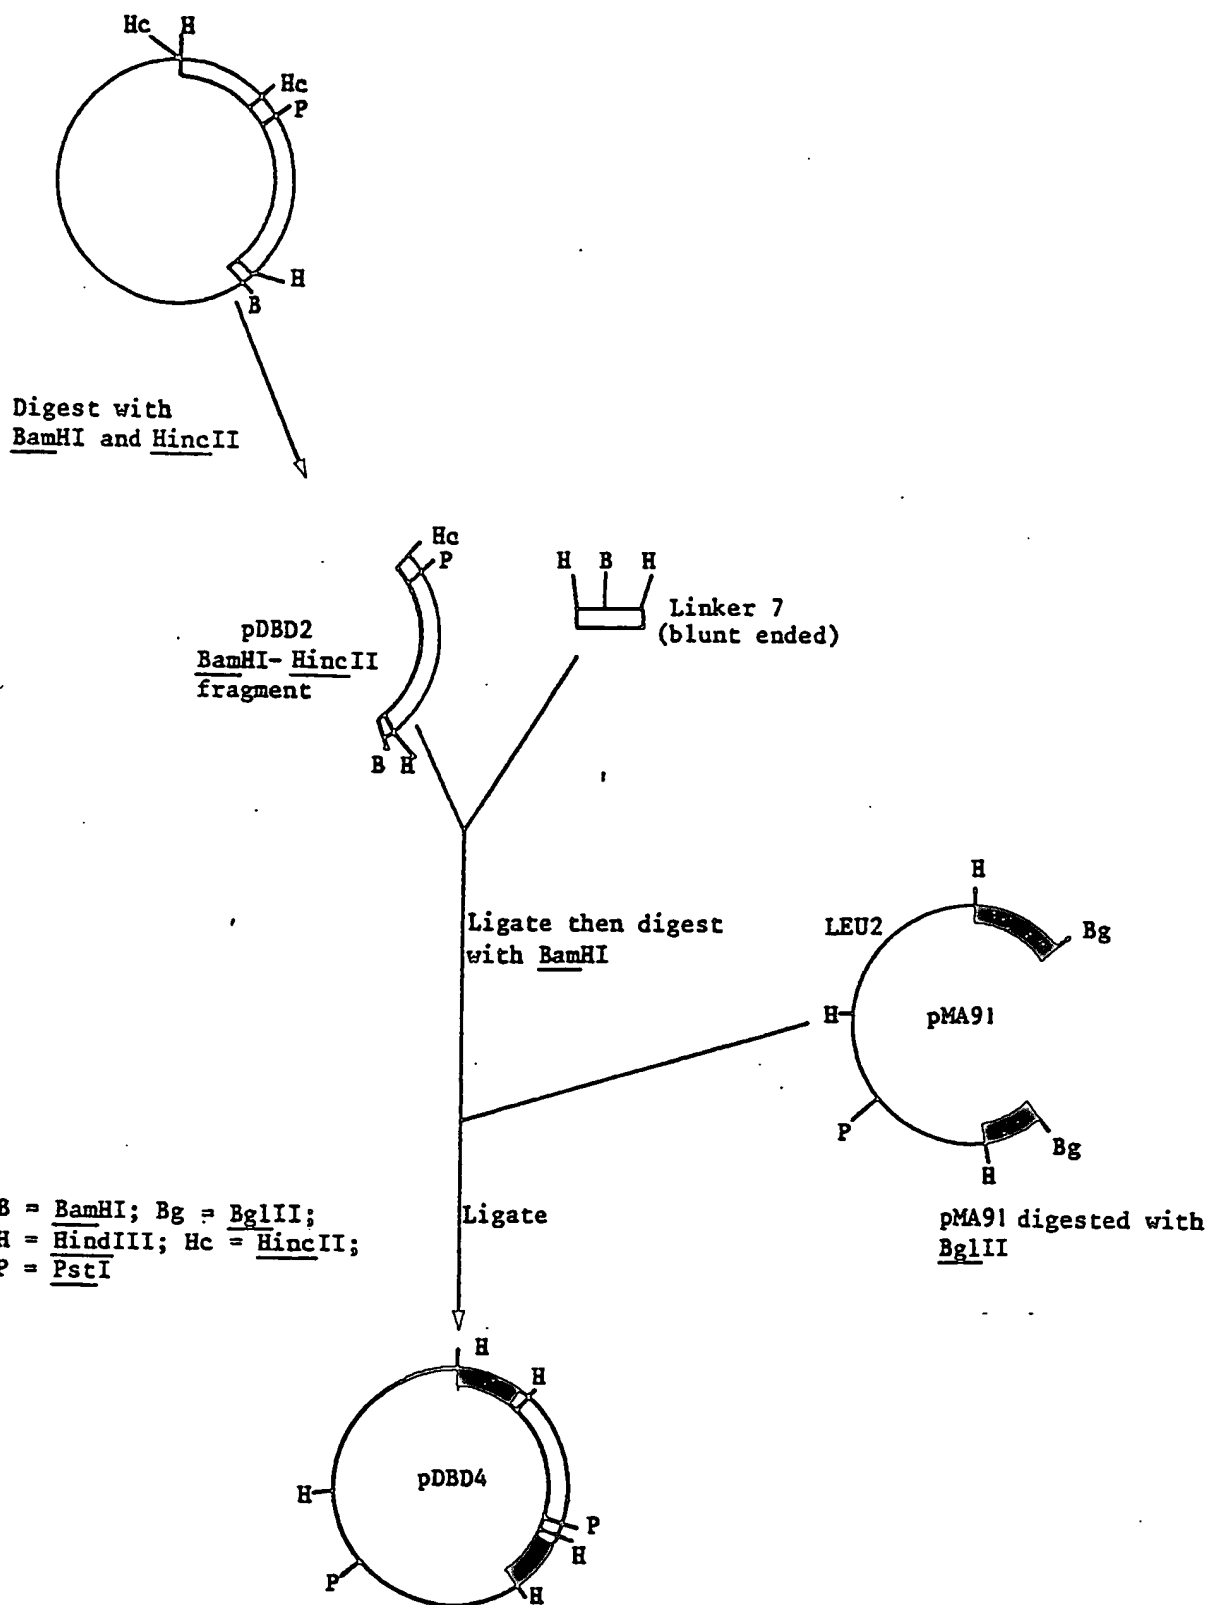 Hc H
Hc
P
H
B
Digest with
BamHI and HincII
Hc
P
H B H
Linker 7
(blunt ended)
pDBD2
BamHI- HincII
fragment
B H
H
LEU2
Bg
Ligate then digest
with BamHI
H
pMA91
P
Bg
H
B = BamHI; Bg = BglII;
H = HindIII; Hc = HincII;
P = PstI
Ligate
pMA91 digested with
BglII
H
H
pDBD4
H
P
H
P
H